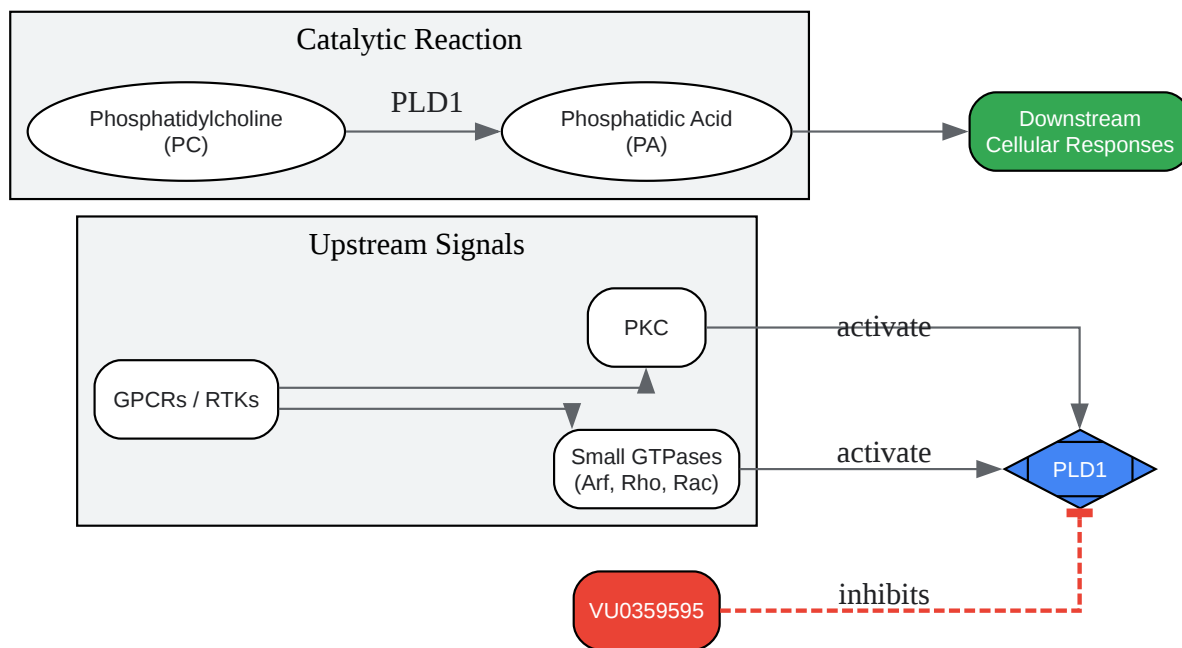 Catalytic Reaction
Phosphatidylcholine
(PC)
PLD1
Phosphatidic Acid
(PA)
Downstream
Cellular Responses
Upstream Signals
PKC
activate
GPCRs / RTKs
Small GTPases
(Arf, Rho, Rac)
activate
PLD1
VU0359595
inhibits